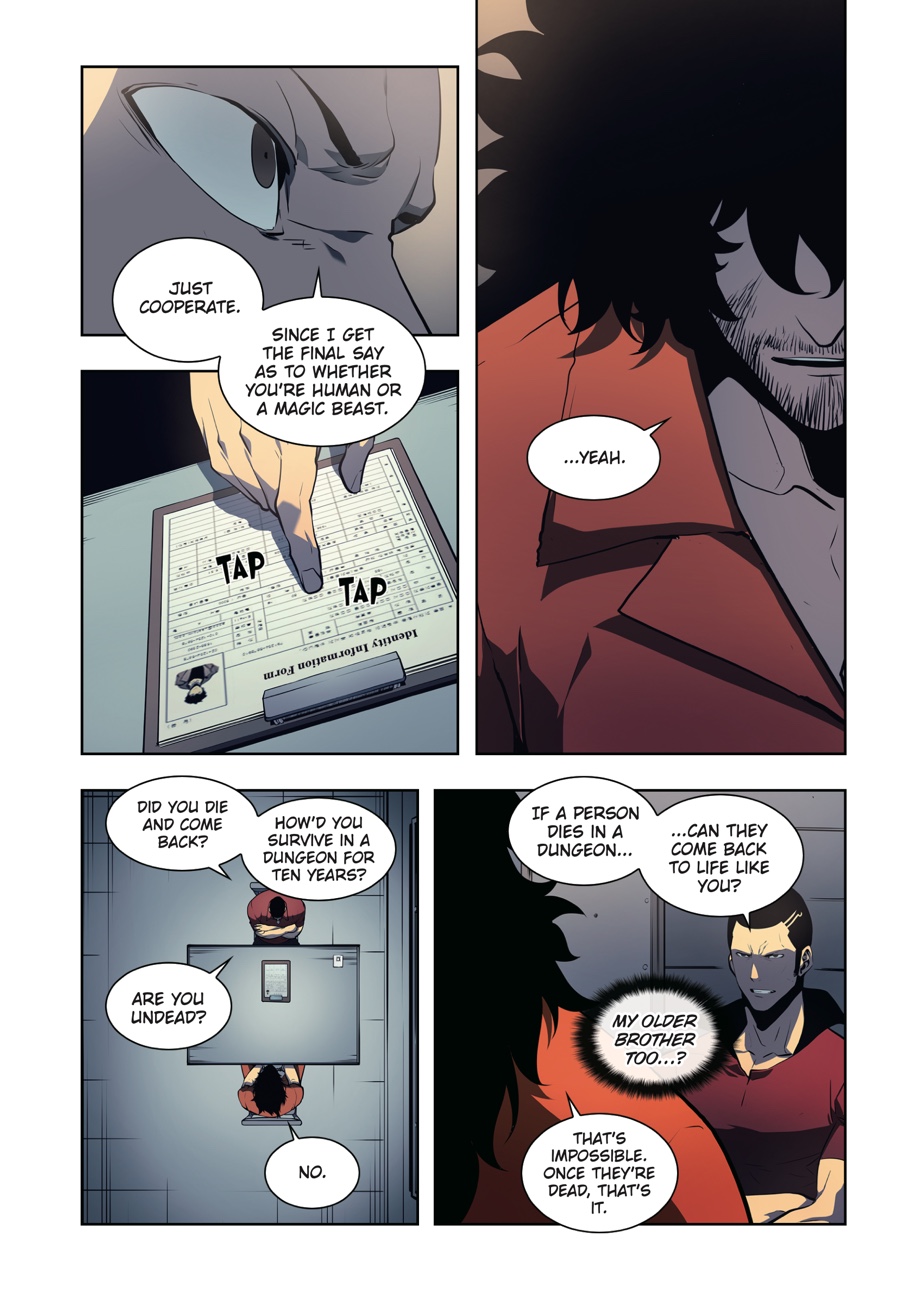 JUST
COOPERATE.
SINCE I GET
THE FINAL SAY
AS TO WHETHER
YOU'RE HUMAN OR
A MAGIC BEAST.
TAP
TAP
Identity Information
Form
...YEAH.
DID YOU DIE
AND COME
BACK?
HOW'D YOU
SURVIVE IN A
DUNGEON FOR
TEN YEARS?
ARE YOU
UNDEAD?
NO.
IF A PERSON
DIES IN A
DUNGEON...
...CAN THEY
COME BACK
TO LIFE LIKE
YOU?
MY OLDER
BROTHER
TOO...?
THAT'S
IMPOSSIBLE.
ONCE THEY'RE
DEAD, THAT'S
IT.